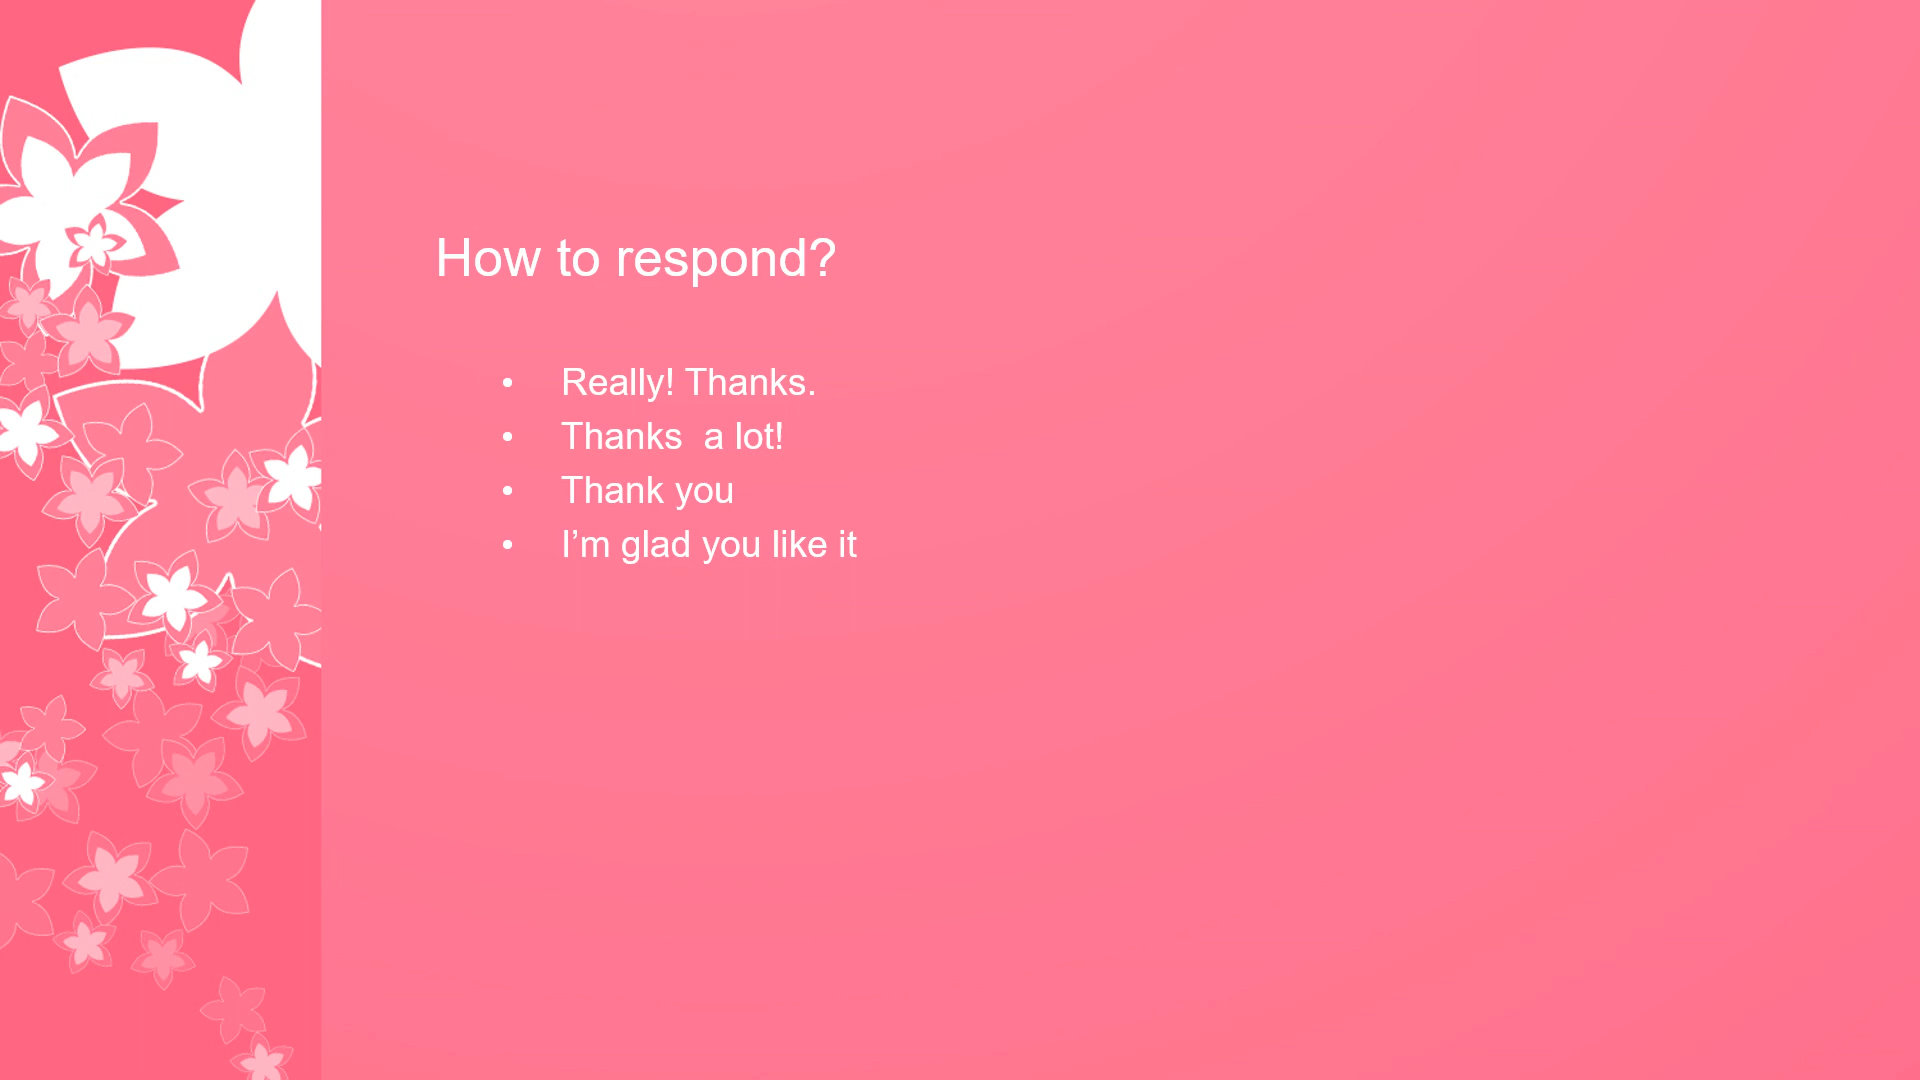 How to respond?
• Really! Thanks.
• Thanks  a lot!
• Thank you
• I’m glad you like it